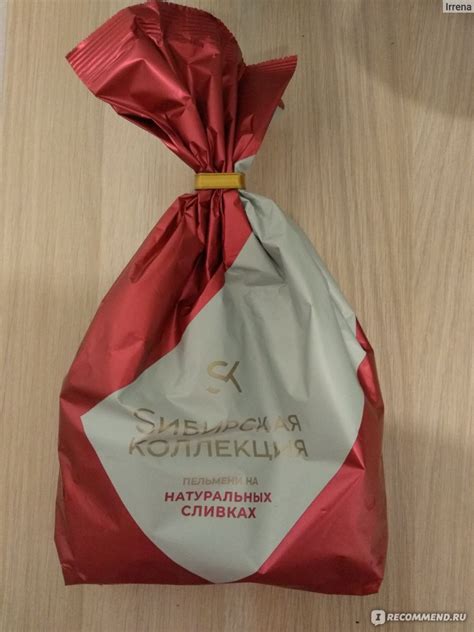 Irrena
SK
SИБИРСКАЯ
КОЛЛЕКЦИЯ
ПЕЛЬМЕНИ НА
НАТУРАЛЬНЫХ
СЛИВКАХ
I RECOMMEND.RU